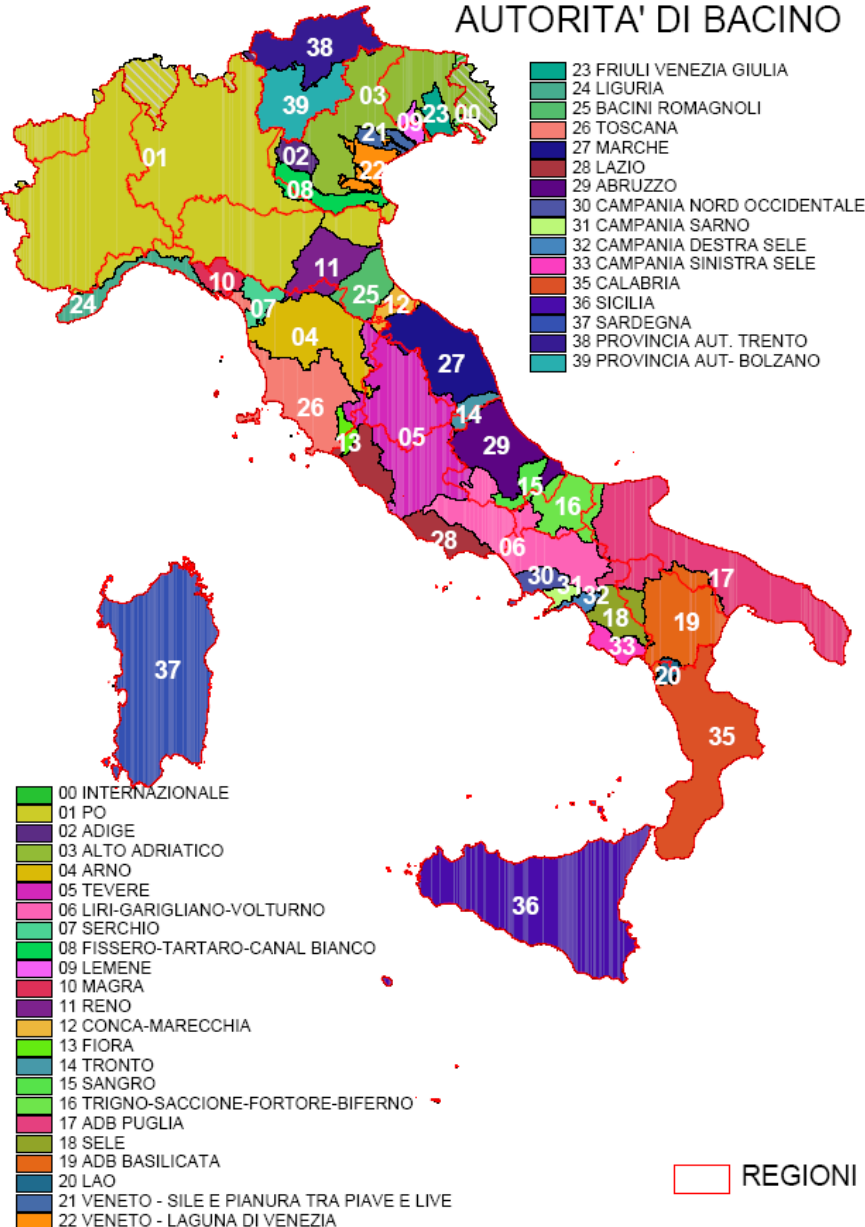 AUTORITA' DI BACINO
23 FRIULI VENEZIA GIULIA
24 LIGURIA
25 BACINI ROMAGNOLI
26 TOSCANA
27 MARCHE
28 LAZIO
29 ABRUZZO
30 CAMPANIA NORD OCCIDENTALE
31 CAMPANIA SARNO
32 CAMPANIA DESTRA SELE
33 CAMPANIA SINISTRA SELE
35 CALABRIA
36 SICILIA
37 SARDEGNA
38 PROVINCIA AUT. TRENTO
39 PROVINCIA AUT- BOLZANO
38
39
03
09
23
00
21
01
02
22
08
11
10
25
24
07
12
04
27
26
14
05
13
29
15
16
28
06
30
31
32
17
18
19
33
20
37
35
36
00 INTERNAZIONALE
01 PO
02 ADIGE
03 ALTO ADRIATICO
04 ARNO
05 TEVERE
06 LIRI-GARIGLIANO-VOLTURNO
07 SERCHIO
08 FISSERO-TARTARO-CANAL BIANCO
09 LEMENE
10 MAGRA
11 RENO
12 CONCA-MARECCHIA
13 FIORA
14 TRONTO
15 SANGRO
16 TRIGNO-SACCIONE-FORTORE-BIFERNO
17 ADB PUGLIA
18 SELE
19 ADB BASILICATA
20 LAO
21 VENETO - SILE E PIANURA TRA PIAVE E LIVE
22 VENETO - LAGUNA DI VENEZIA
REGIONI